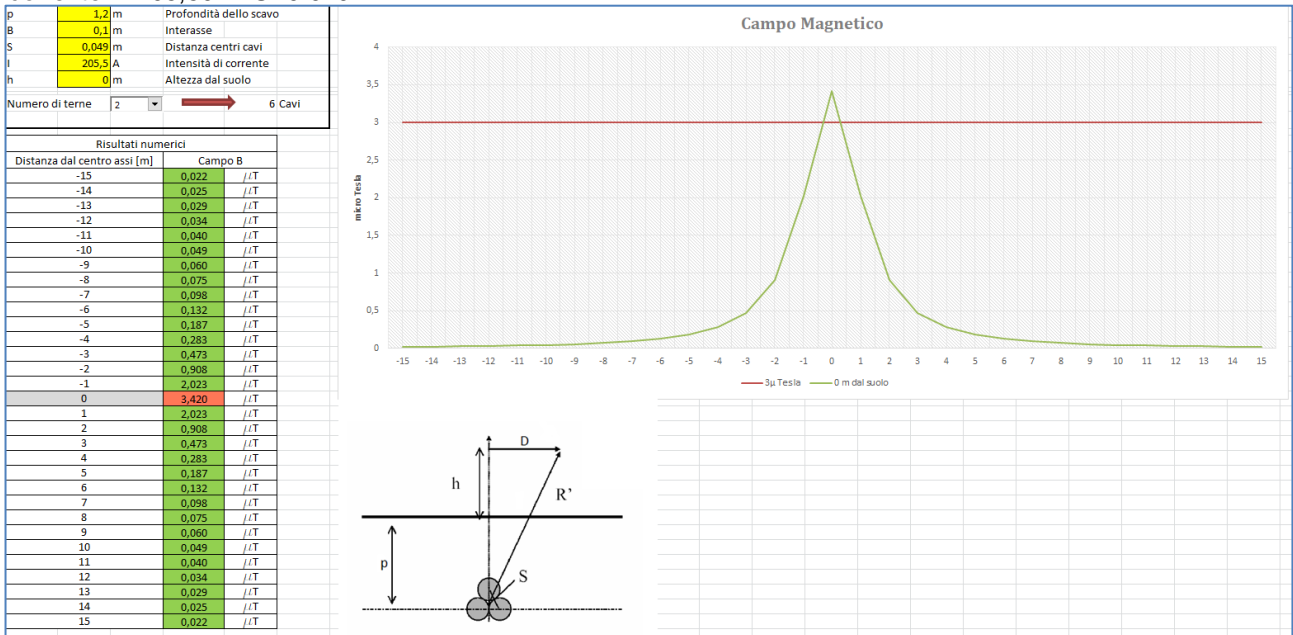 p 1,2 m Profondità dello scavo
B 0,1 m Interasse
S 0,049 m Distanza centri cavi
I 205,5 A Intensità di corrente
h 0 m Altezza dal suolo
Numero di terne 2 6 Cavi
Risultati numerici
Distanza dal centro assi [m] Campo B
-15 0,022 µT
-14 0,025 µT
-13 0,029 µT
-12 0,034 µT
-11 0,040 µT
-10 0,049 µT
-9 0,060 µT
-8 0,075 µT
-7 0,098 µT
-6 0,132 µT
-5 0,187 µT
-4 0,283 µT
-3 0,473 µT
-2 0,908 µT
-1 2,023 µT
0 3,420 µT
1 2,023 µT
2 0,908 µT
3 0,473 µT
4 0,283 µT
5 0,187 µT
6 0,132 µT
7 0,098 µT
8 0,075 µT
9 0,060 µT
10 0,049 µT
11 0,040 µT
12 0,034 µT
13 0,029 µT
14 0,025 µT
15 0,022 µT
Campo Magnetico
micro Tesla
4
3,5
3
2,5
2
1,5
1
0,5
0
-15 -14 -13 -12 -11 -10 -9 -8 -7 -6 -5 -4 -3 -2 -1 0 1 2 3 4 5 6 7 8 9 10 11 12 13 14 15
3µ Tesla 0 m dal suolo
D
h
R'
p
S